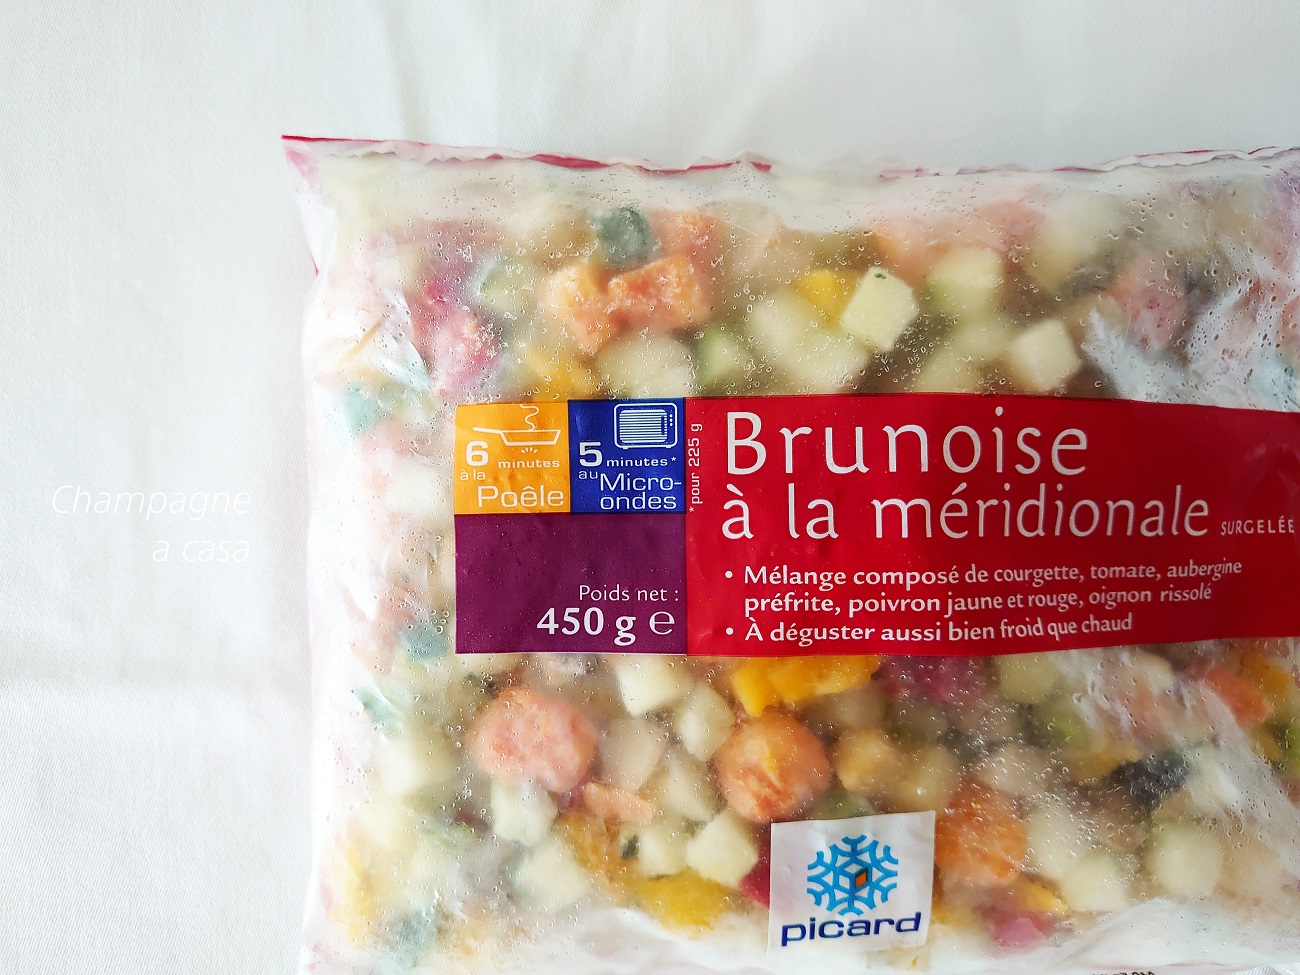 Champagne
a casa
6 minutes
à la
Poêle
5 minutes*
au Micro-
ondes
*pour 225 g
Poids net :
450 g e
Brunoise
à la méridionale SURGELÉE
• Mélange composé de courgette, tomate, aubergine
préfrite, poivron jaune et rouge, oignon rissolé
• À déguster aussi bien froid que chaud
picard